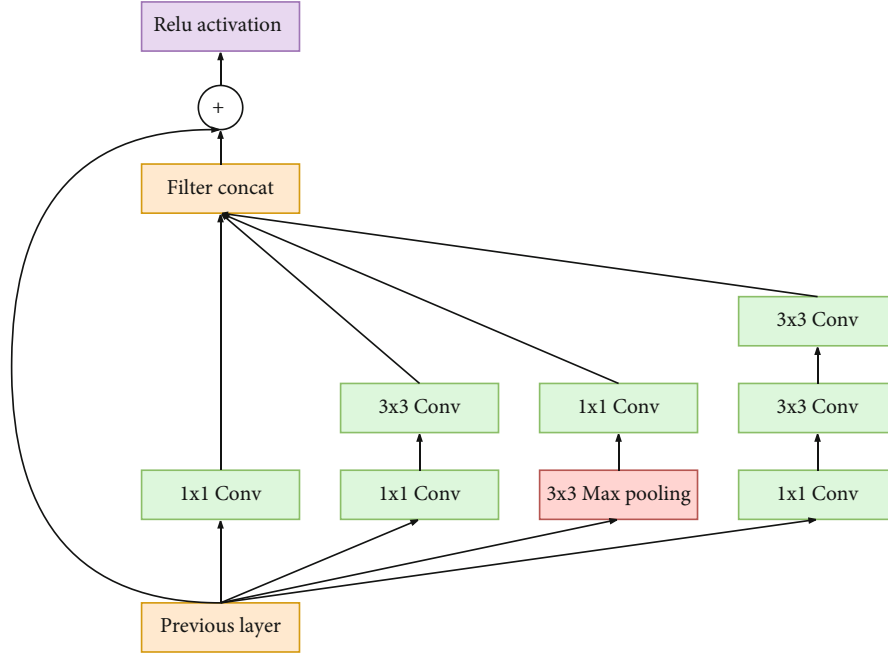 Relu activation
+
Filter concat
3x3 Conv
3x3 Conv
1x1 Conv
3x3 Conv
1x1 Conv
1x1 Conv
3x3 Max pooling
1x1 Conv
Previous layer